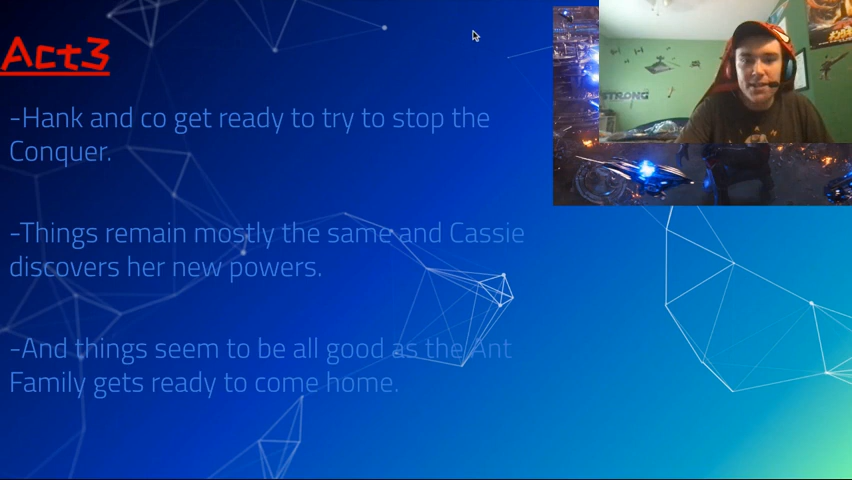 Act3
-Hank and co get ready to try to stop the
Conquer.
-Things remain mostly the same and Cassie
discovers her new powers.
-And things seem to be all good as the Ant
Family gets ready to come home.
STRONG